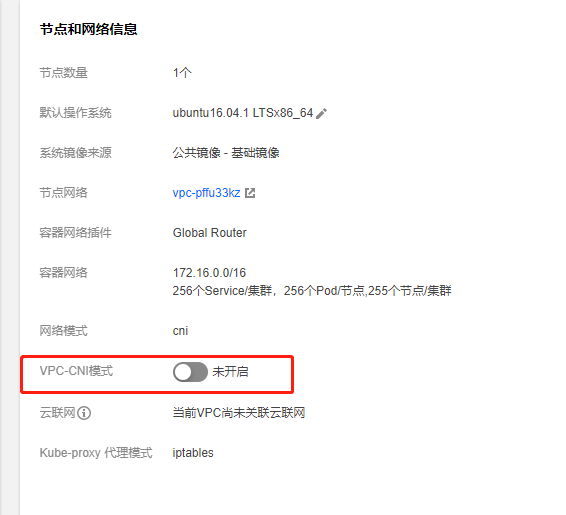 节点和网络信息
节点数量 1个
默认操作系统 ubuntu16.04.1 LTSx86_64
系统镜像来源 公共镜像 - 基础镜像
节点网络 vpc-pffu33kz
容器网络插件 Global Router
容器网络 172.16.0.0/16
256个Service/集群，256个Pod/节点,255个节点/集群
网络模式 cni
VPC-CNI模式 未开启
云联网 当前VPC尚未关联云联网
Kube-proxy 代理模式 iptables